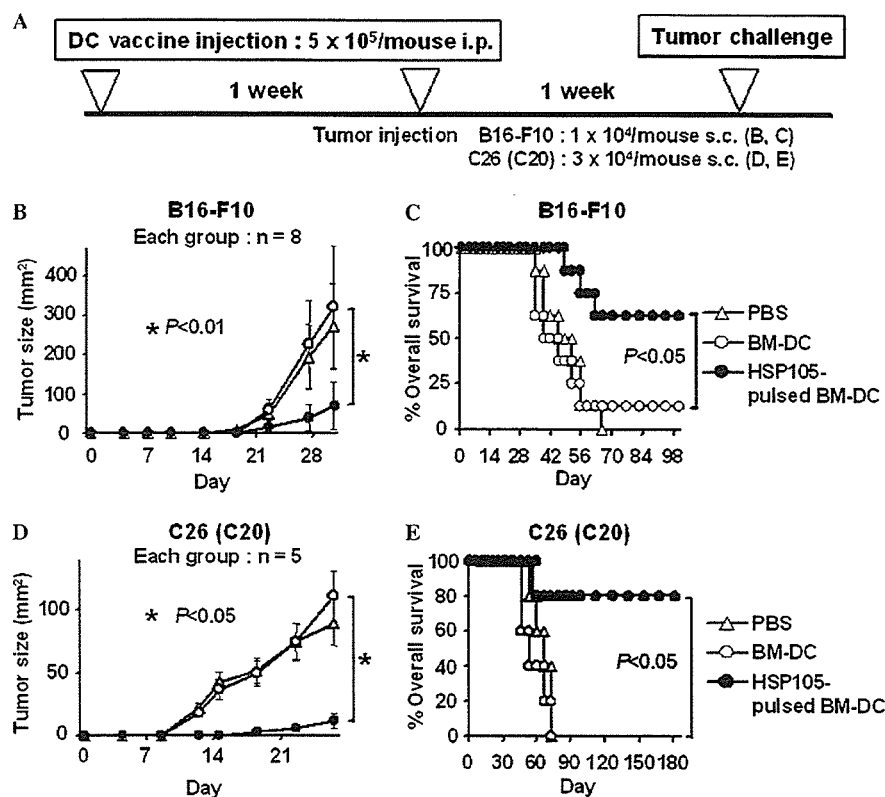 A
DC vaccine injection : 5 x 10⁵/mouse i.p.
Tumor challenge
1 week
1 week
Tumor injection B16-F10 : 1 x 10⁴/mouse s.c. (B, C)
C26 (C20) : 3 x 10⁴/mouse s.c. (D, E)
B
B16-F10
Each group : n = 8
* P<0.01
*
Tumor size (mm²)
400
300
200
100
0
0 7 14 21 28
Day
C
B16-F10
% Overall survival
100
75
50
25
0
0 14 28 42 56 70 84 98
Day
P<0.05
PBS
BM-DC
HSP105-
pulsed BM-DC
D
C26 (C20)
Each group : n = 5
* P<0.05
*
Tumor size (mm²)
100
50
0
0 7 14 21
Day
E
C26 (C20)
% Overall survival
100
80
60
40
20
0
0 30 60 90 120 150 180
Day
P<0.05
PBS
BM-DC
HSP105-
pulsed BM-DC